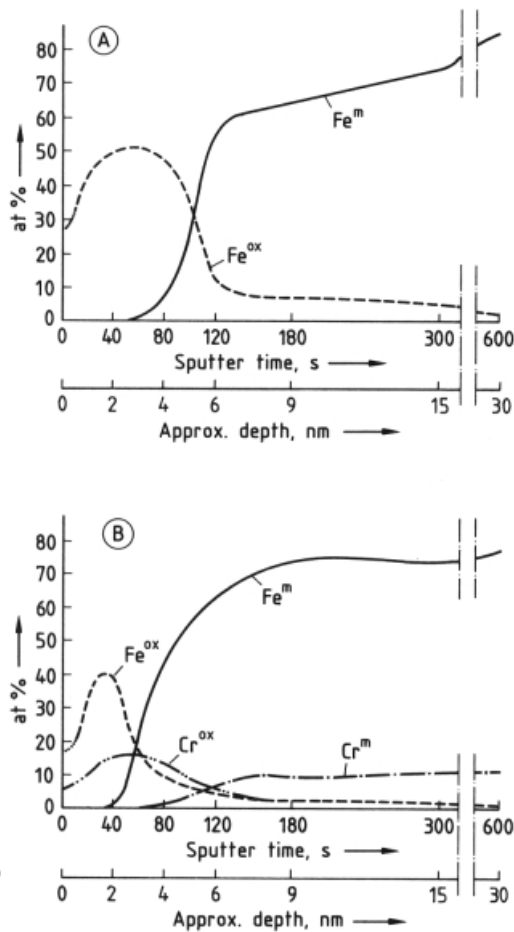 A
80
70
60
50
40
30
20
10
0
at % →
Fe^m
Fe^ox
0 40 80 120 180 300 600
Sputter time, s →
0 2 4 6 9 15 30
Approx. depth, nm →
B
80
70
60
50
40
30
20
10
0
at % →
Fe^m
Fe^ox
Cr^ox
Cr^m
0 40 80 120 180 300 600
Sputter time, s →
0 2 4 6 9 15 30
Approx. depth, nm →